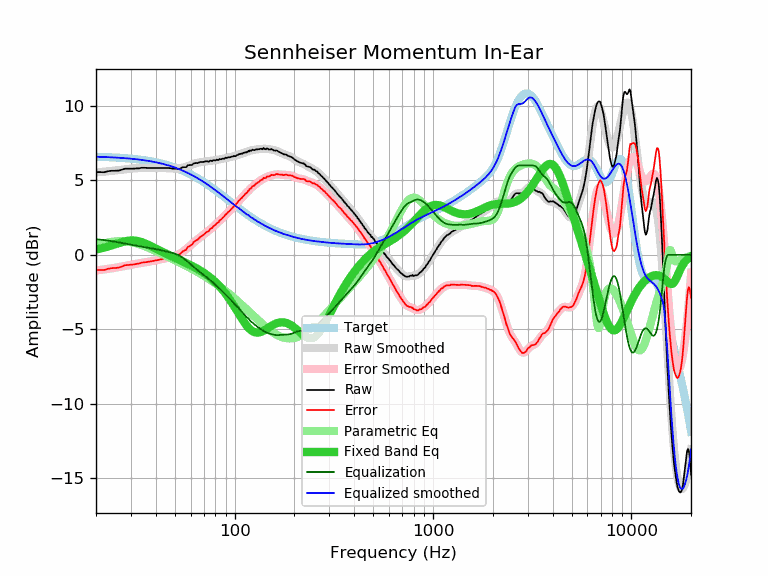 Sennheiser Momentum In-Ear
10
5
0
−5
−10
−15
Amplitude (dBr)
Target
Raw Smoothed
Error Smoothed
Raw
Error
Parametric Eq
Fixed Band Eq
Equalization
Equalized smoothed
100 1000 10000
Frequency (Hz)